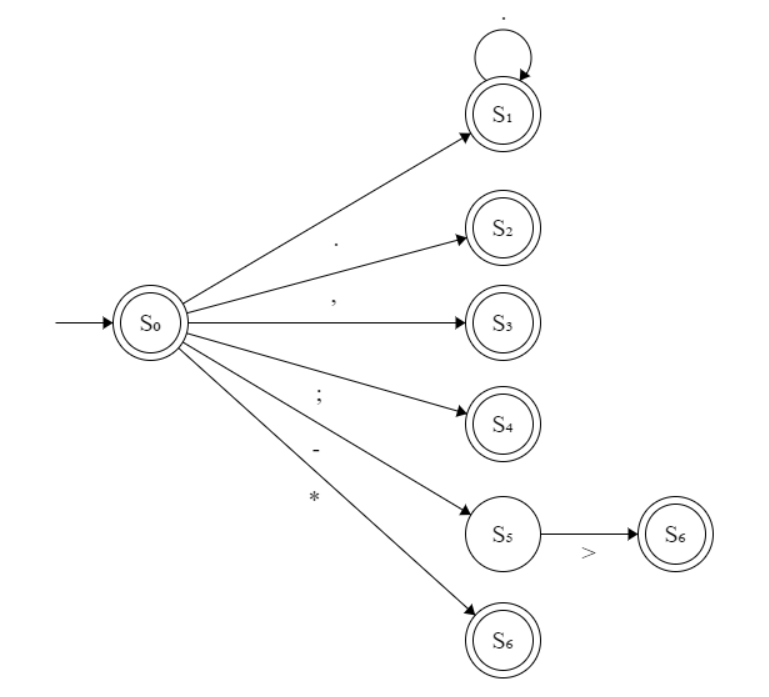 .
S₁
.
S₂
,
S₀
S₃
;
S₄
-
*
S₅
>
S₆
S₆